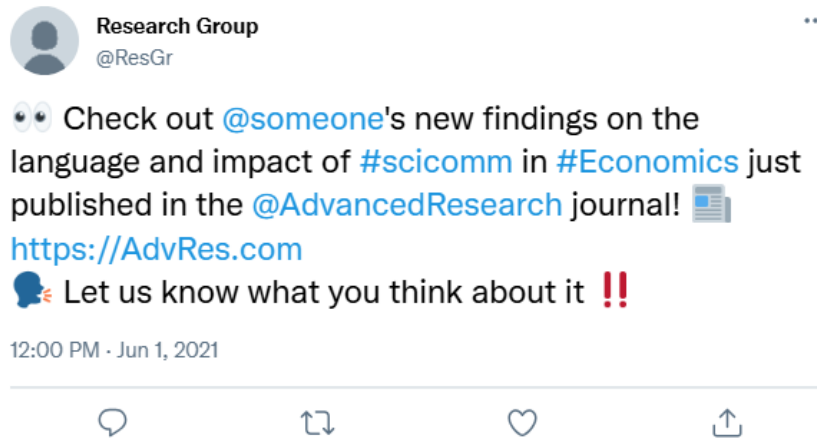 Research Group
@ResGr
👀 Check out @someone's new findings on the
language and impact of #scicomm in #Economics just
published in the @AdvancedResearch journal! 📰
https://AdvRes.com
🗣️ Let us know what you think about it ‼️
12:00 PM · Jun 1, 2021